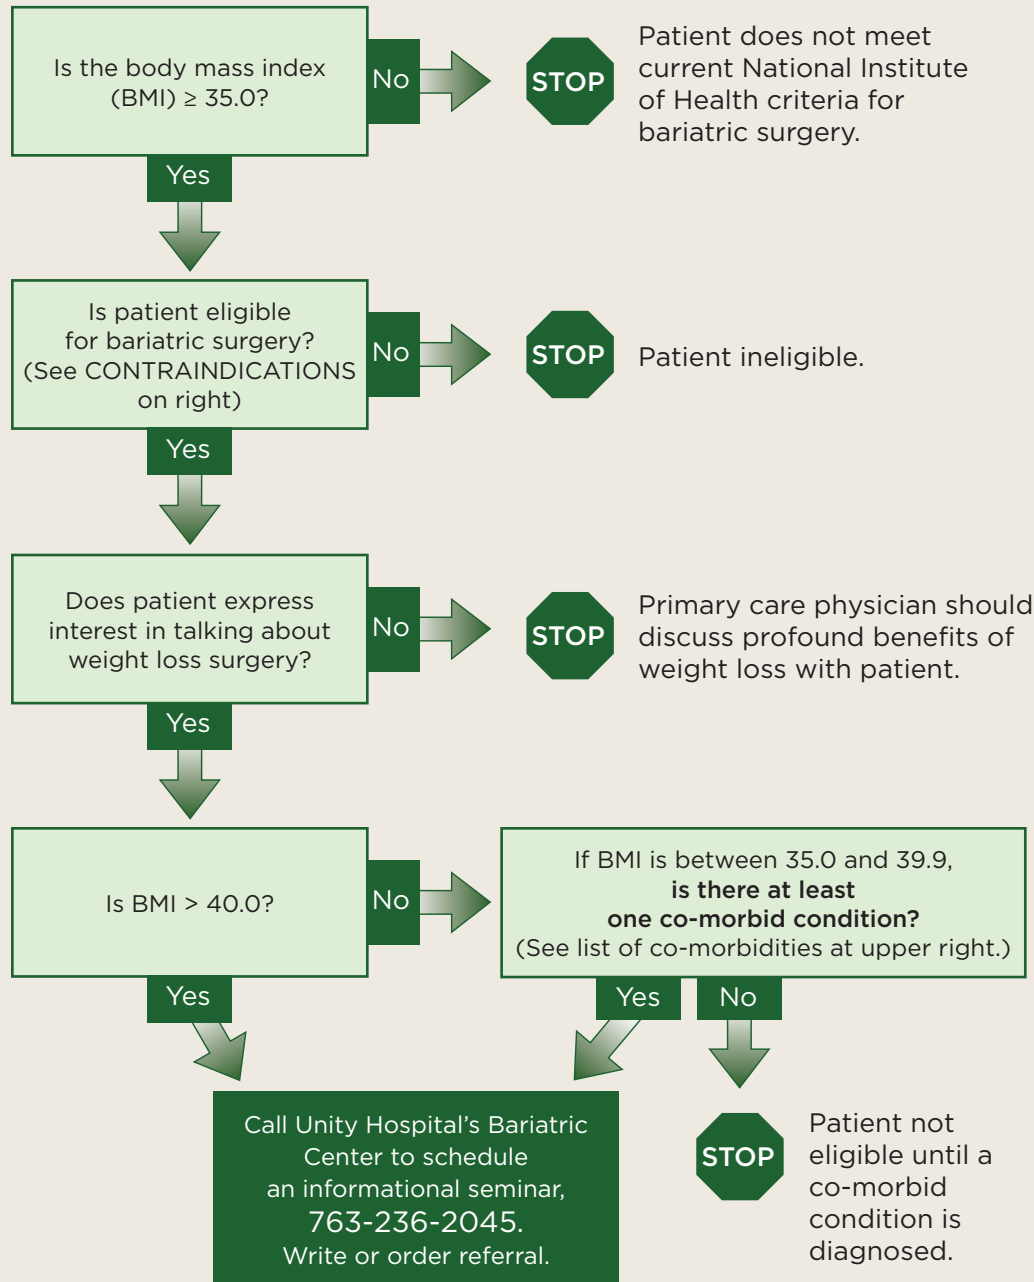 Is the body mass index
(BMI) ≥ 35.0?
No
STOP
Patient does not meet
current National Institute
of Health criteria for
bariatric surgery.
Yes
Is patient eligible
for bariatric surgery?
(See CONTRAINDICATIONS
on right)
No
STOP
Patient ineligible.
Yes
Does patient express
interest in talking about
weight loss surgery?
No
STOP
Primary care physician should
discuss profound benefits of
weight loss with patient.
Yes
Is BMI > 40.0?
No
If BMI is between 35.0 and 39.9,
is there at least
one co-morbid condition?
(See list of co-morbidities at upper right.)
Yes
Yes
No
Call Unity Hospital's Bariatric
Center to schedule
an informational seminar,
763-236-2045.
Write or order referral.
STOP
Patient not
eligible until a
co-morbid
condition is
diagnosed.